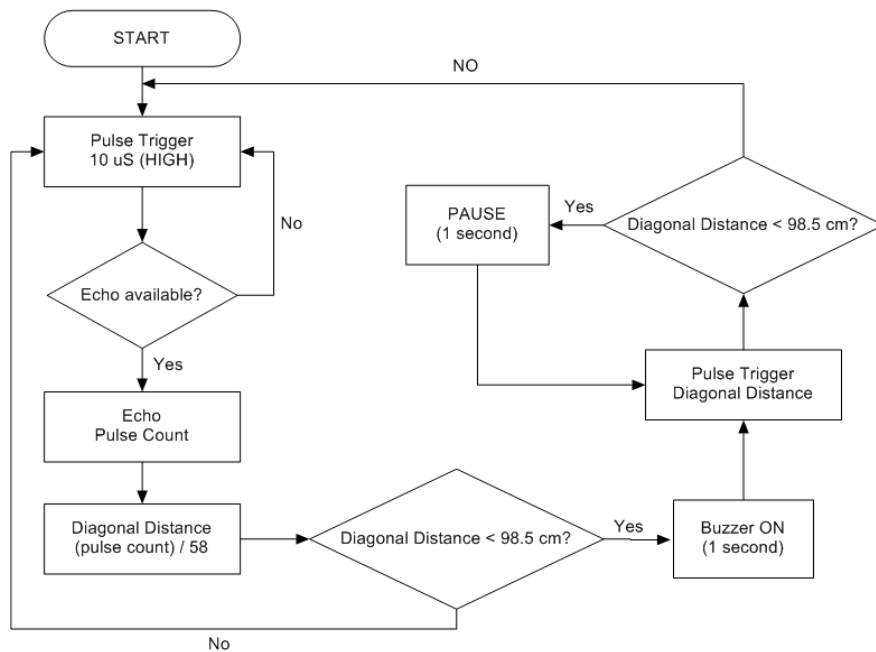 START
NO
Pulse Trigger
10 uS (HIGH)
No
Echo available?
Yes
Echo
Pulse Count
Diagonal Distance
(pulse count) / 58
Diagonal Distance < 98.5 cm?
No
Yes
Buzzer ON
(1 second)
Pulse Trigger
Diagonal Distance
Diagonal Distance < 98.5 cm?
Yes
PAUSE
(1 second)